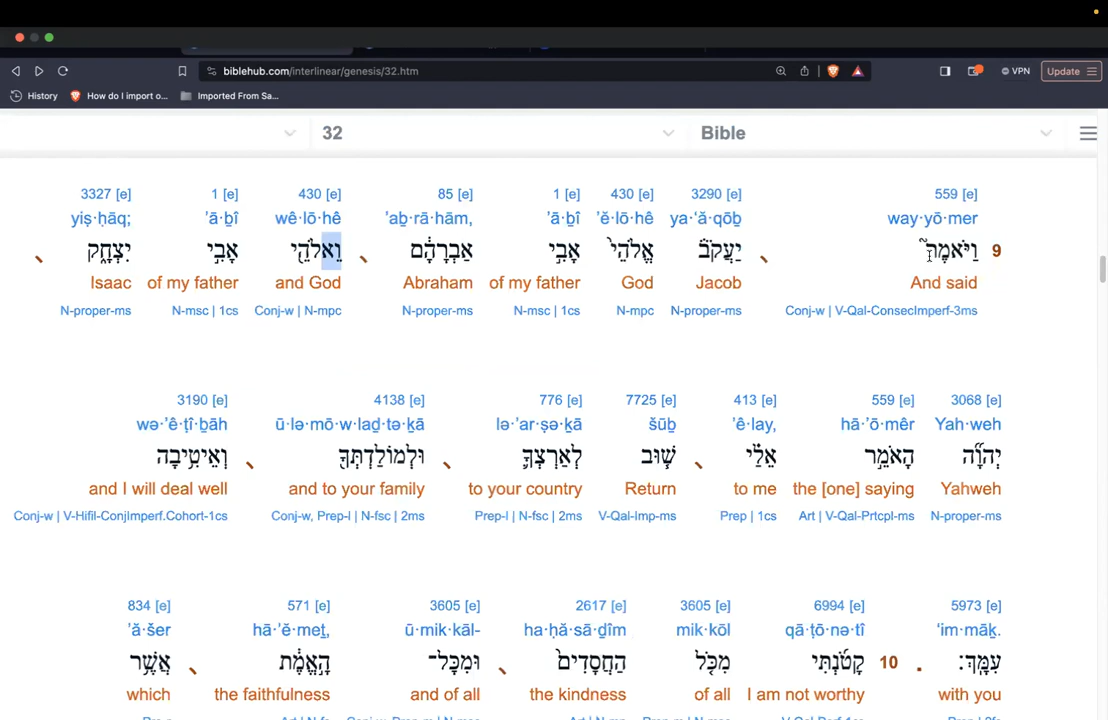 biblehub.com/interlinear/genesis/32.htm
VPN
Update
History
How do I import o...
Imported From Sa...
32
Bible
559 [e] 3290 [e] 430 [e] 1 [e] 85 [e] 430 [e] 1 [e] 3327 [e]
way·yō·mer ya·‘ă·qōḇ ’ĕ·lō·hê ’ā·ḇî ’aḇ·rā·hām, wê·lō·hê ’ā·ḇî yiṣ·ḥāq;
9 וַיֹּאמֶר֮ יַעֲקֹב֒ אֱלֹהֵי֙ אָבִ֣י אַבְרָהָ֔ם וֵאלֹהֵ֖י אָבִ֣י יִצְחָ֑ק
And said Jacob God of my father Abraham and God of my father Isaac
Conj-w | V-Qal-ConsecImperf-3ms N-proper-ms N-mpc N-msc | 1cs N-proper-ms Conj-w | N-mpc N-msc | 1cs N-proper-ms
3068 [e] 559 [e] 413 [e] 7725 [e] 776 [e] 4138 [e] 3190 [e]
Yah·weh hā·’ō·mêr ’ê·lay, šūḇ lə·’ar·ṣə·ḵā ū·lə·mō·w·laḏ·tə·ḵā wə·’ê·ṭî·ḇāh
יְהוָ֞ה הָאֹמֵ֣ר אֵלַ֗י שׁ֧וּב לְאַרְצְךָ֛ וּלְמוֹלַדְתְּךָ֖ וְאֵיטִ֥יבָה
Yahweh the [one] saying to me Return to your country and to your family and I will deal well
N-proper-ms Art | V-Qal-Prtcpl-ms Prep | 1cs V-Qal-Imp-ms Prep-l | N-fsc | 2ms Conj-w, Prep-l | N-fsc | 2ms Conj-w | V-Hifil-ConjImperf.Cohort-1cs
5973 [e] 6994 [e] 3605 [e] 2617 [e] 3605 [e] 571 [e] 834 [e]
‘im·māḵ. qā·ṭō·nə·tî mik·kōl ha·ḥă·sā·ḏîm ū·mik·kāl- hā·’ĕ·meṯ, ’ă·šer
עִמָּֽךְ׃ 10 קָטֹ֜נְתִּי מִכֹּ֤ל הַחֲסָדִים֙ וּמִכָּל־ הָ֣אֱמֶ֔ת אֲשֶׁ֥ר
with you I am not worthy of all the kindness and of all the faithfulness which